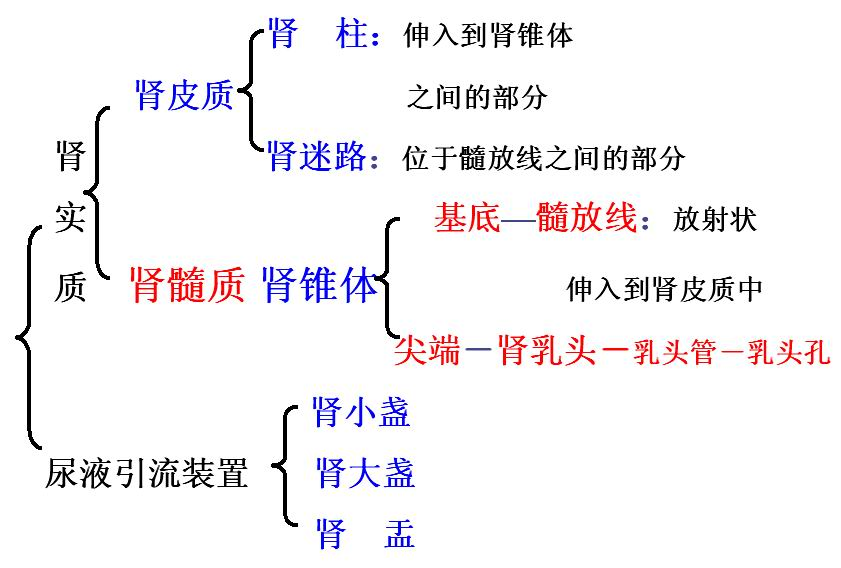 肾 柱：伸入到肾锥体
肾皮质
之间的部分
肾
肾迷路：位于髓放线之间的部分
实
基底—髓放线：放射状
质
肾髓质 肾锥体
伸入到肾皮质中
尖端－肾乳头－乳头管－乳头孔
肾小盏
尿液引流装置
肾大盏
肾 盂